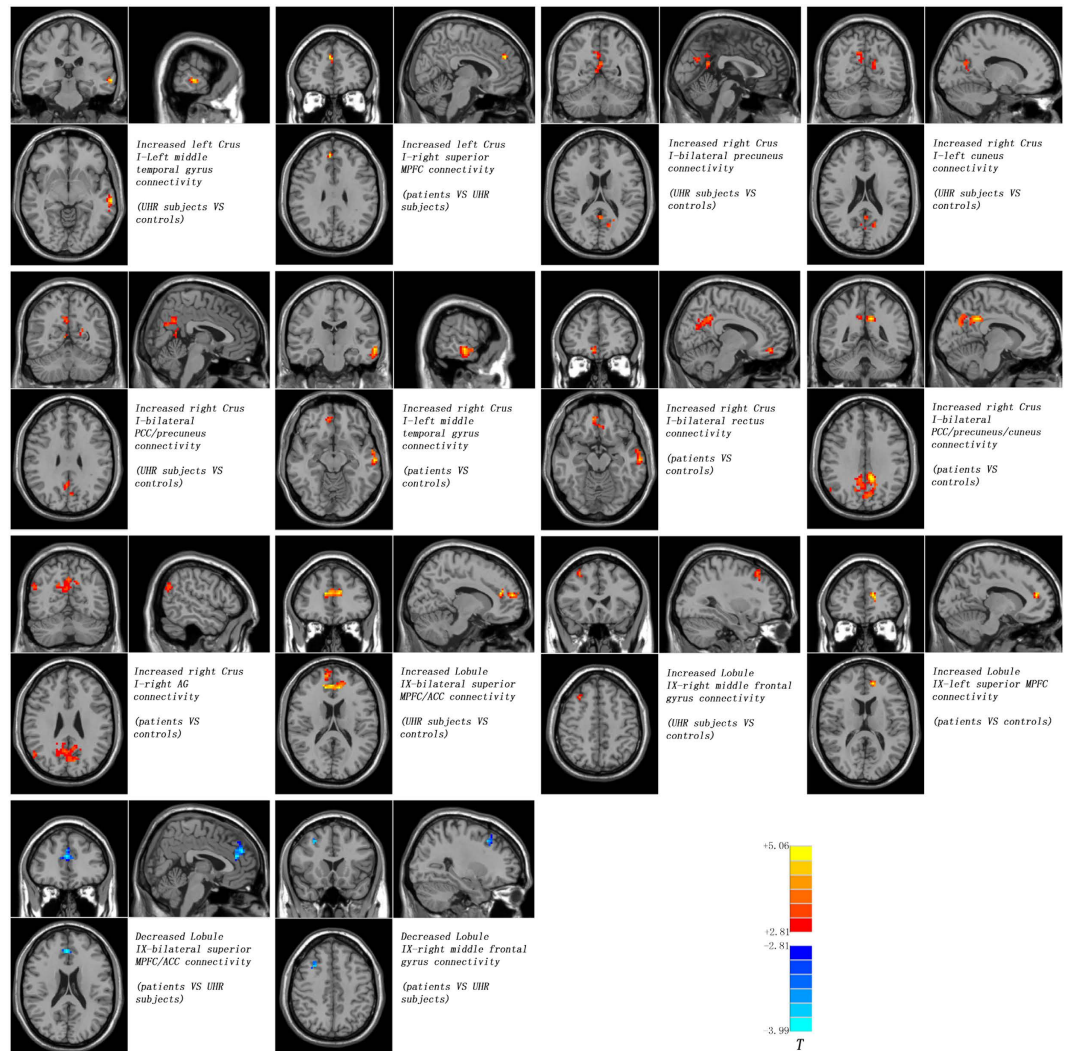 Increased left Crus
I-Left middle
temporal gyrus
connectivity
(UHR subjects VS
controls)
Increased left Crus
I-right superior
MPFC connectivity
(patients VS UHR
subjects)
Increased right Crus
I-bilateral precuneus
connectivity
(UHR subjects VS
controls)
Increased right Crus
I-left cuneus
connectivity
(UHR subjects VS
controls)
Increased right Crus
I-bilateral
PCC/precuneus
connectivity
(UHR subjects VS
controls)
Increased right Crus
I-left middle
temporal gyrus
connectivity
(patients VS
controls)
Increased right Crus
I-bilateral rectus
connectivity
(patients VS
controls)
Increased right Crus
I-bilateral
PCC/precuneus/cuneus
connectivity
(patients VS
controls)
Increased right Crus
I-right AG
connectivity
(patients VS
controls)
Increased Lobule
IX-bilateral superior
MPFC/ACC connectivity
(UHR subjects VS
controls)
Increased Lobule
IX-right middle frontal
gyrus connectivity
(UHR subjects VS
controls)
Increased Lobule
IX-left superior MPFC
connectivity
(patients VS controls)
Decreased Lobule
IX-bilateral superior
MPFC/ACC connectivity
(patients VS UHR
subjects)
Decreased Lobule
IX-right middle frontal
gyrus connectivity
(patients VS UHR
subjects)
+5.06
+2.81
-2.81
-3.99
T